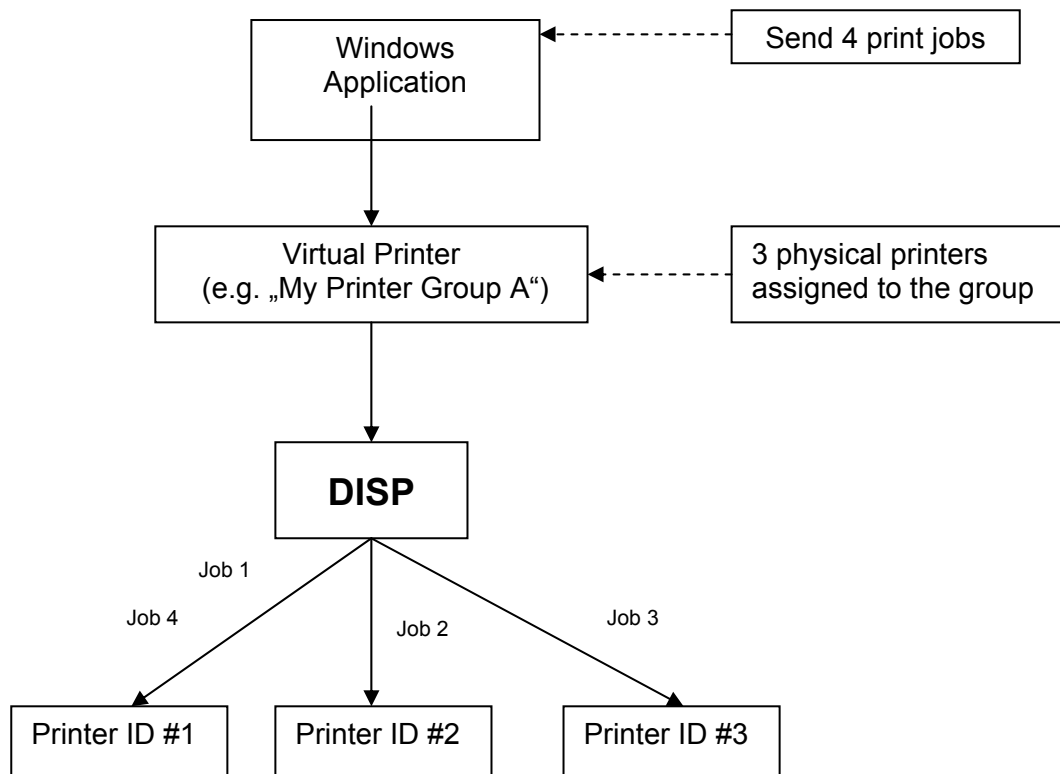 Windows
Application
Send 4 print jobs
Virtual Printer
(e.g. „My Printer Group A“)
3 physical printers
assigned to the group
DISP
Job 1
Job 4
Job 2
Job 3
Printer ID #1
Printer ID #2
Printer ID #3